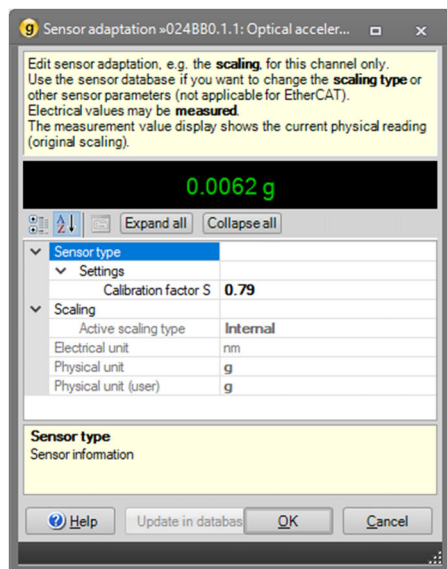 Sensor adaptation »024BB0.1.1: Optical acceler...
Edit sensor adaptation, e.g. the scaling, for this channel only.
Use the sensor database if you want to change the scaling type or
other sensor parameters (not applicable for EtherCAT).
Electrical values may be measured.
The measurement value display shows the current physical reading
(original scaling).
0.0062 g
Expand all Collapse all
Sensor type
Settings
Calibration factor S 0.79
Scaling
Active scaling type Internal
Electrical unit nm
Physical unit g
Physical unit (user) g
Sensor type
Sensor information
Help Update in databas OK Cancel